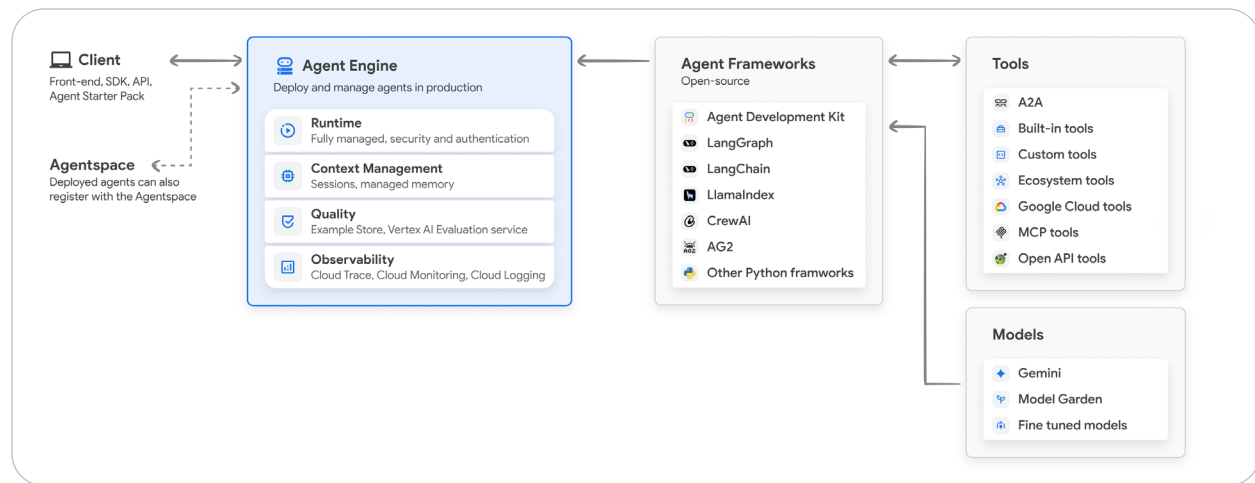 Client
Front-end, SDK, API,
Agent Starter Pack
Agentspace
Deployed agents can also
register with the Agentspace
Agent Engine
Deploy and manage agents in production
Runtime
Fully managed, security and authentication
Context Management
Sessions, managed memory
Quality
Example Store, Vertex AI Evaluation service
Observability
Cloud Trace, Cloud Monitoring, Cloud Logging
Agent Frameworks
Open-source
Agent Development Kit
LangGraph
LangChain
LlamaIndex
CrewAI
AG2
AG2
Other Python framworks
Tools
A2A
Built-in tools
Custom tools
Ecosystem tools
Google Cloud tools
MCP tools
Open API tools
Models
Gemini
Model Garden
Fine tuned models